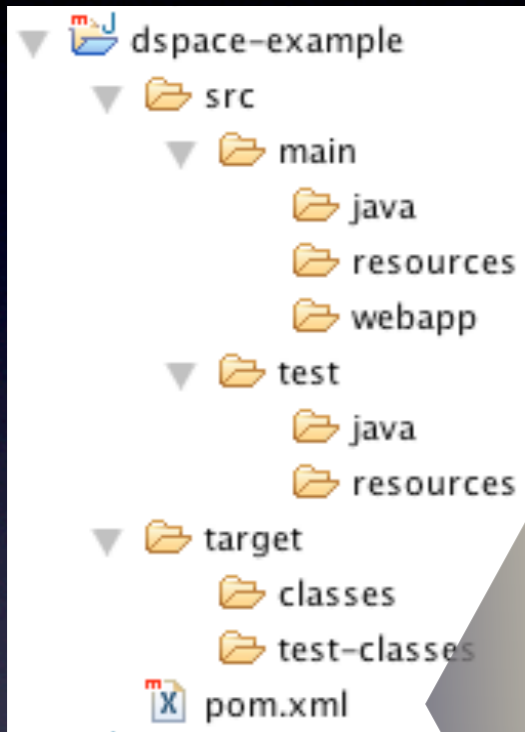 dspace-example
src
main
java
resources
webapp
test
java
resources
target
classes
test-classes
pom.xml